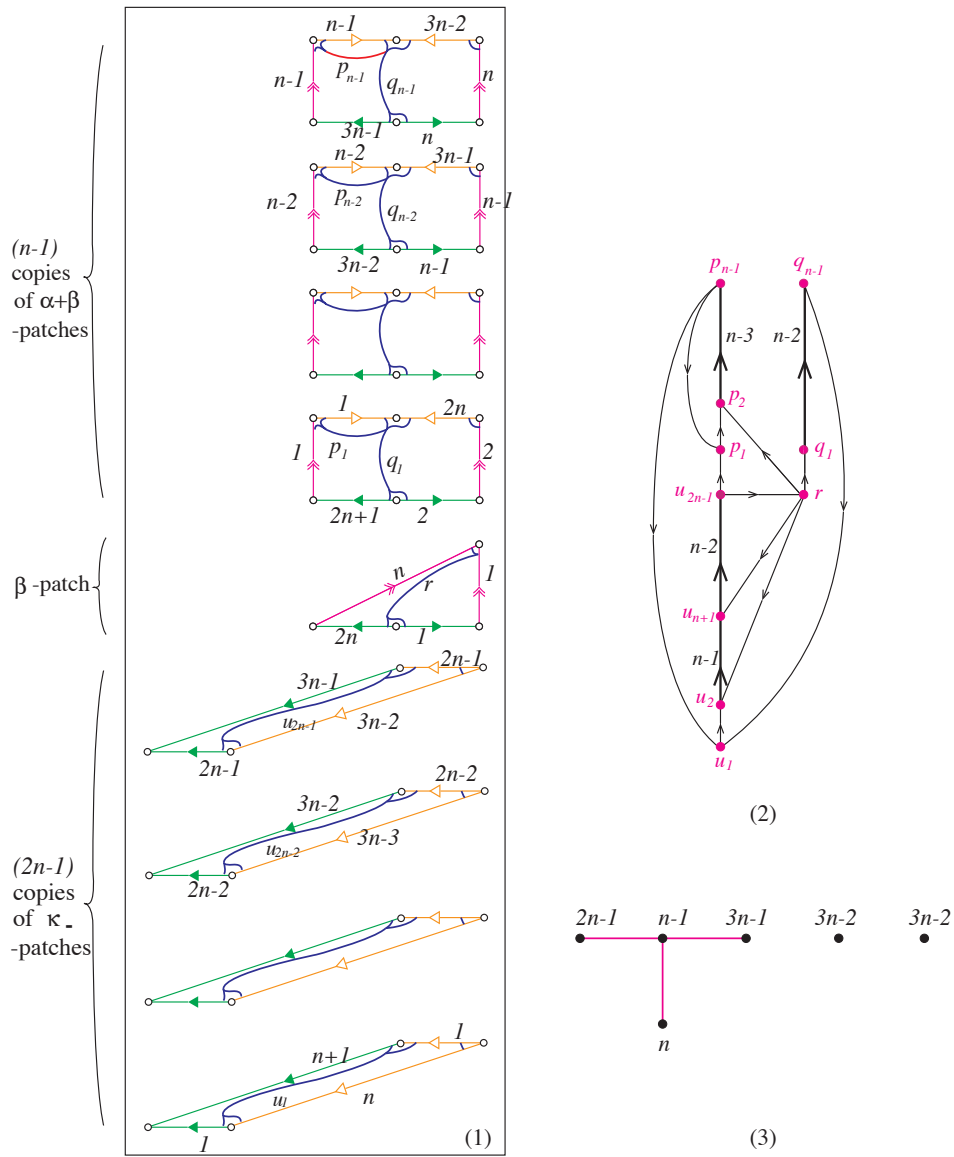 n-1 3n-2
n-1 p_{n-1} q_{n-1} n
3n-1 n
n-2 3n-1
n-2 p_{n-2} q_{n-2} n-1
3n-2 n-1
(n-1)
copies
of α+β
-patches
1 2n
1 p_1 q_1 2
2n+1 2
β -patch
n r 1
2n 1
2n-1
3n-1
u_{2n-1} 3n-2
2n-1
2n-2
3n-2
u_{2n-2} 3n-3
2n-2
(2n-1)
copies
of κ_-
-patches
1
n+1
u_1 n
1
(1)
p_{n-1} q_{n-1}
n-3 n-2
p_2
p_1 q_1
u_{2n-1} r
n-2
u_{n+1}
n-1
u_2
u_1
(2)
2n-1 n-1 3n-1 3n-2 3n-2
n
(3)